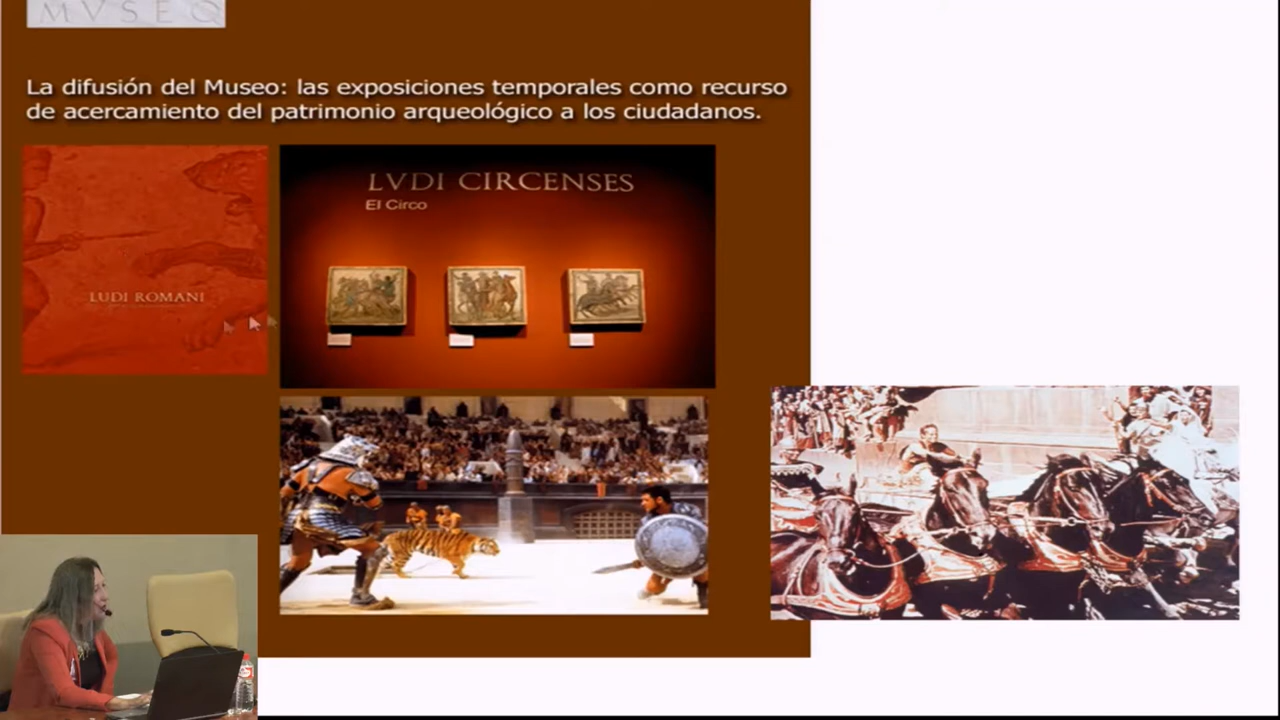 MVSEO
La difusión del Museo: las exposiciones temporales como recurso
de acercamiento del patrimonio arqueológico a los ciudadanos.
LVDI CIRCENSES
El Circo
LUDI ROMANI